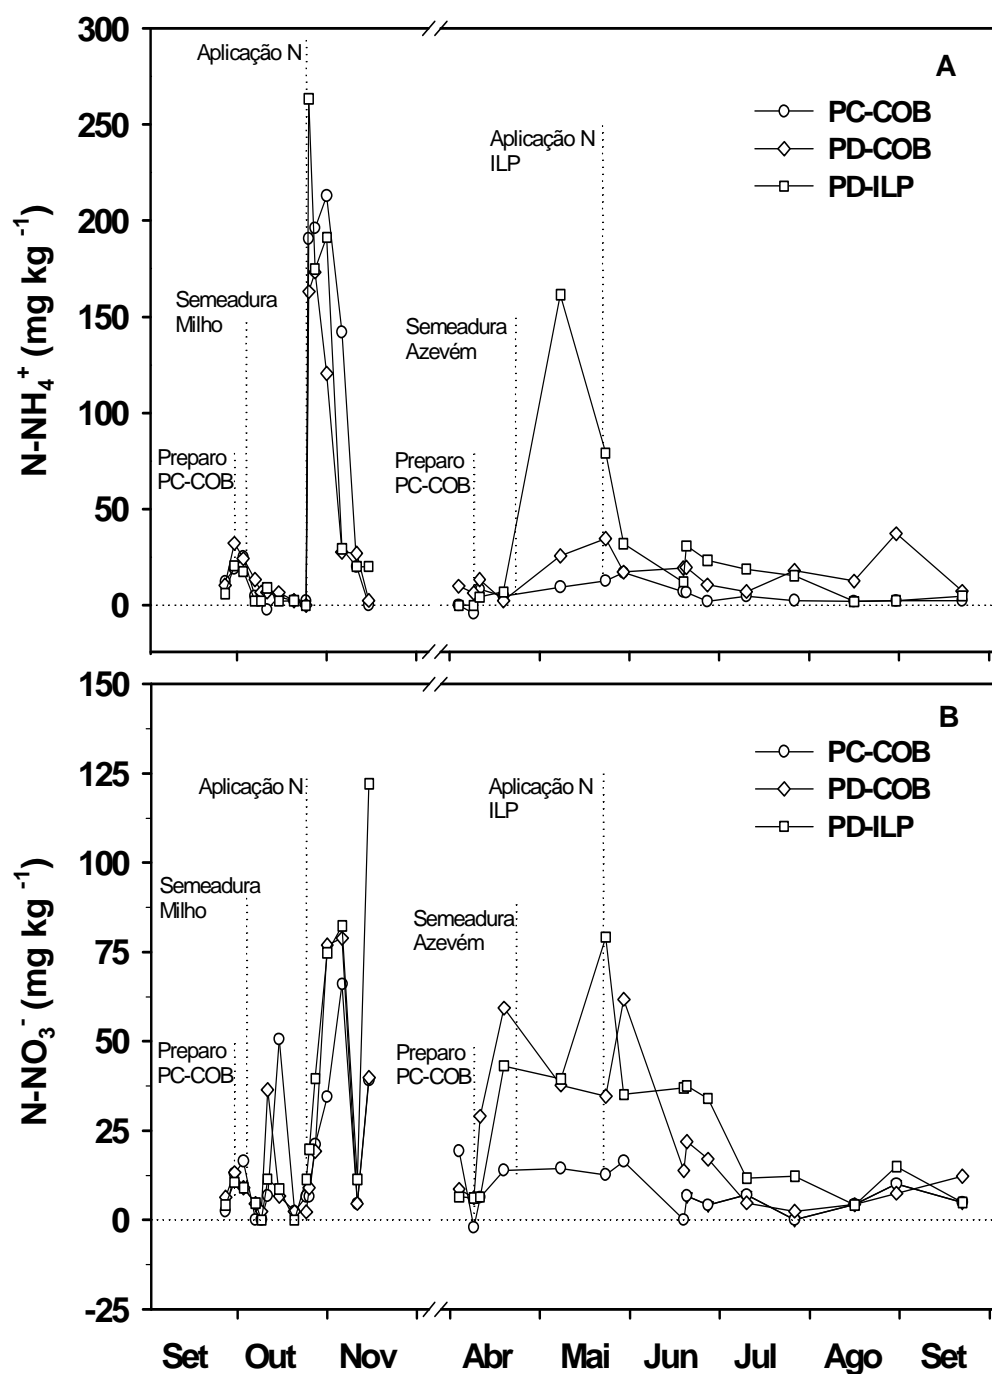 300
250
200
150
100
50
0
N-NH4+ (mg kg -1)
Aplicação N
A
PC-COB
PD-COB
PD-ILP
Aplicação N
ILP
Semeadura
Milho
Semeadura
Azevém
Preparo
PC-COB
Preparo
PC-COB
150
125
100
75
50
25
0
-25
N-NO3- (mg kg -1)
B
PC-COB
PD-COB
PD-ILP
Aplicação N
Aplicação N
ILP
Semeadura
Milho
Semeadura
Azevém
Preparo
PC-COB
Preparo
PC-COB
Set Out Nov Abr Mai Jun Jul Ago Set